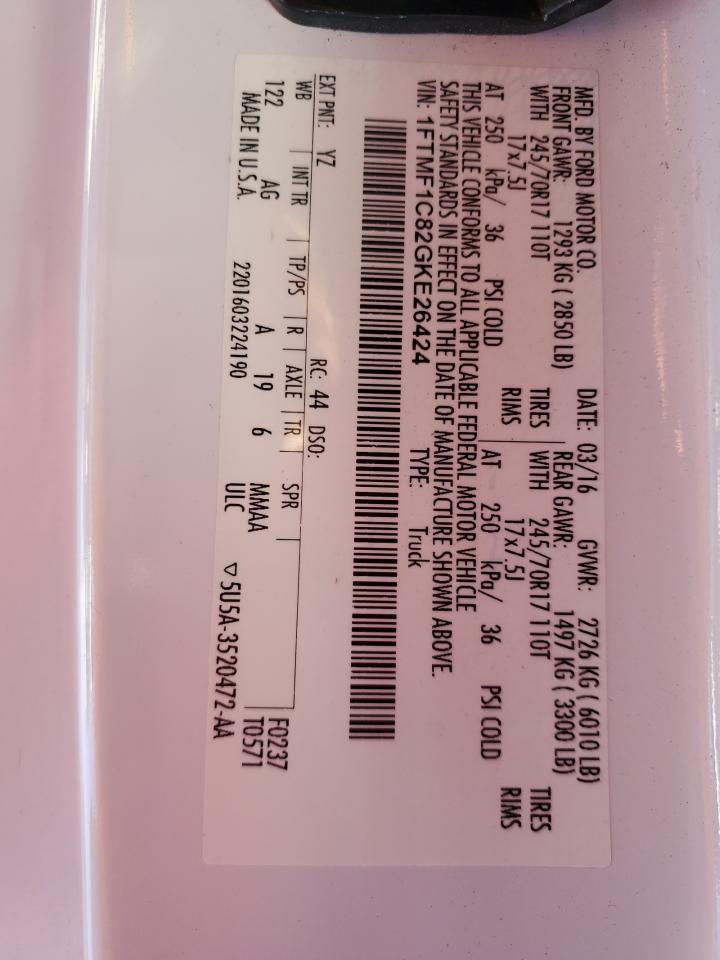 MFD. BY FORD MOTOR CO. DATE: 03/16 GVWR: 2726 KG ( 6010 LB)
FRONT GAWR: 1293 KG ( 2850 LB) REAR GAWR: 1497 KG ( 3300 LB)
WITH 245/70R17 110T TIRES WITH 245/70R17 110T TIRES
17x7.5J RIMS 17x7.5J RIMS
AT 250 kPa/ 36 PSI COLD AT 250 kPa/ 36 PSI COLD
THIS VEHICLE CONFORMS TO ALL APPLICABLE FEDERAL MOTOR VEHICLE
SAFETY STANDARDS IN EFFECT ON THE DATE OF MANUFACTURE SHOWN ABOVE.
VIN: 1FTMF1C82GKE26424 TYPE: Truck
EXT PNT: YZ RC: 44 DSO:
WB | INT TR | TP/PS | R | AXLE | TR | SPR | F0237
122 AG A 19 6 MMAA T0571
MADE IN U.S.A. 2201603224190 ULC ▽ 5U5A-3520472-AA